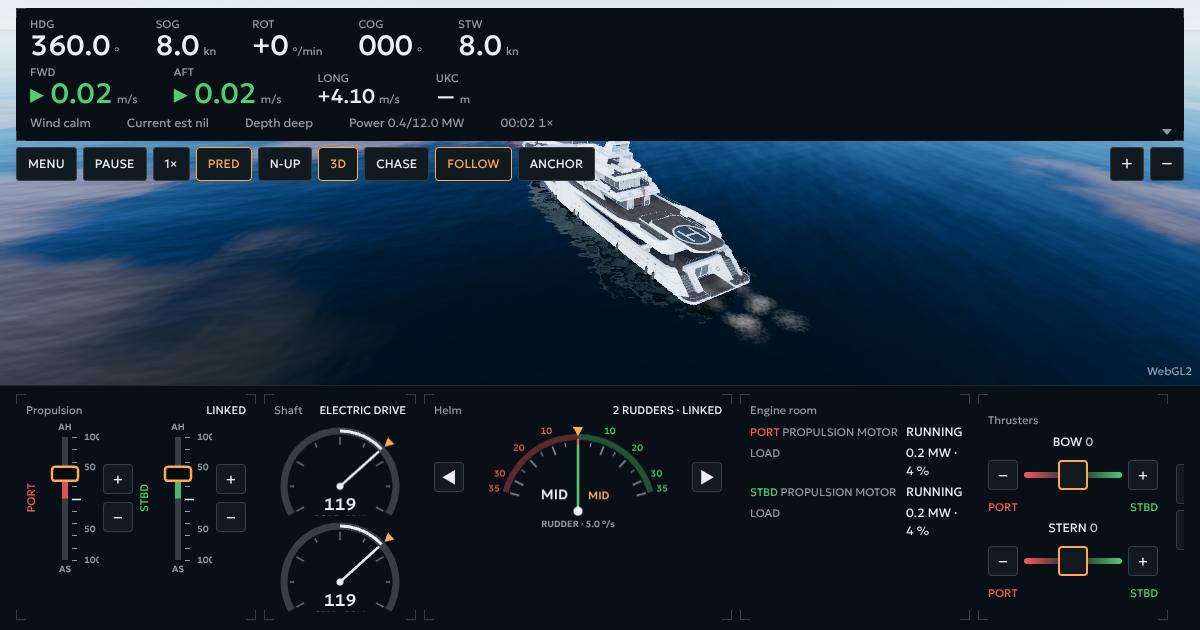 HDG SOG ROT COG STW
360.0 ° 8.0 kn +0 °/min 000 ° 8.0 kn
FWD AFT LONG UKC
▶ 0.02 m/s ▶ 0.02 m/s +4.10 m/s — m
Wind calm Current est nil Depth deep Power 0.4/12.0 MW 00:02 1×
MENU PAUSE 1× PRED N-UP 3D CHASE FOLLOW ANCHOR + −
H
WebGL2
Propulsion LINKED
AH AH
100 100
50 50
PORT + STBD +
− −
50 50
100 100
AS AS
Shaft ELECTRIC DRIVE
119
119
Helm 2 RUDDERS · LINKED
10 10
20 20
30 30
35 35
MID MID
RUDDER · 5.0 °/s
Engine room
PORT PROPULSION MOTOR RUNNING
LOAD 0.2 MW ·
4 %
STBD PROPULSION MOTOR RUNNING
LOAD 0.2 MW ·
4 %
Thrusters
BOW 0
− +
PORT STBD
STERN 0
− +
PORT STBD